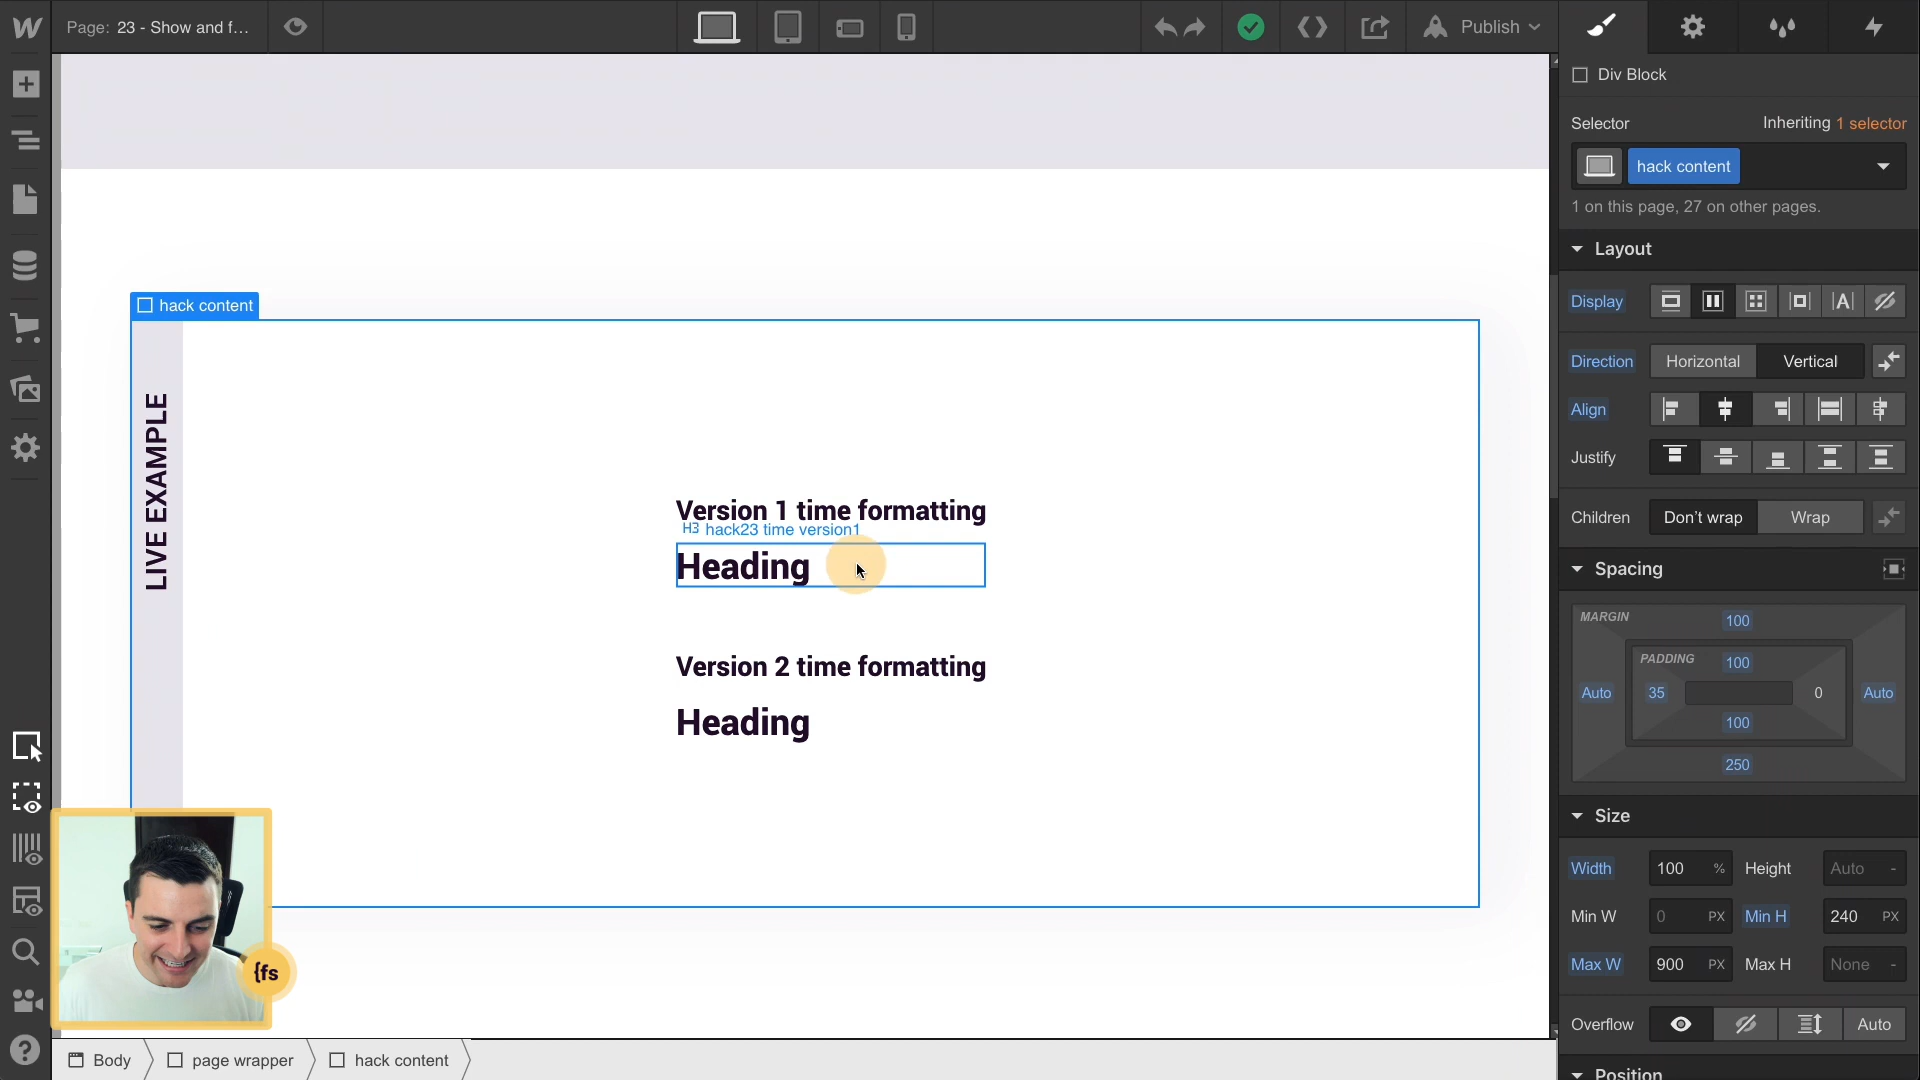 Page: 23 - Show and f...
Publish
Div Block
Selector
Inheriting 1 selector
hack content
1 on this page, 27 on other pages.
Layout
Display
Direction
Horizontal
Vertical
Align
Justify
Children
Don't wrap
Wrap
Spacing
MARGIN
100
PADDING
100
Auto
35
0
Auto
100
250
Size
Width
100 %
Height
Auto -
Min W
0 PX
Min H
240 PX
Max W
900 PX
Max H
None -
Overflow
Auto
Position
hack content
LIVE EXAMPLE
Version 1 time formatting
H3 hack23 time version1
Heading
Version 2 time formatting
Heading
{fs
Body
page wrapper
hack content